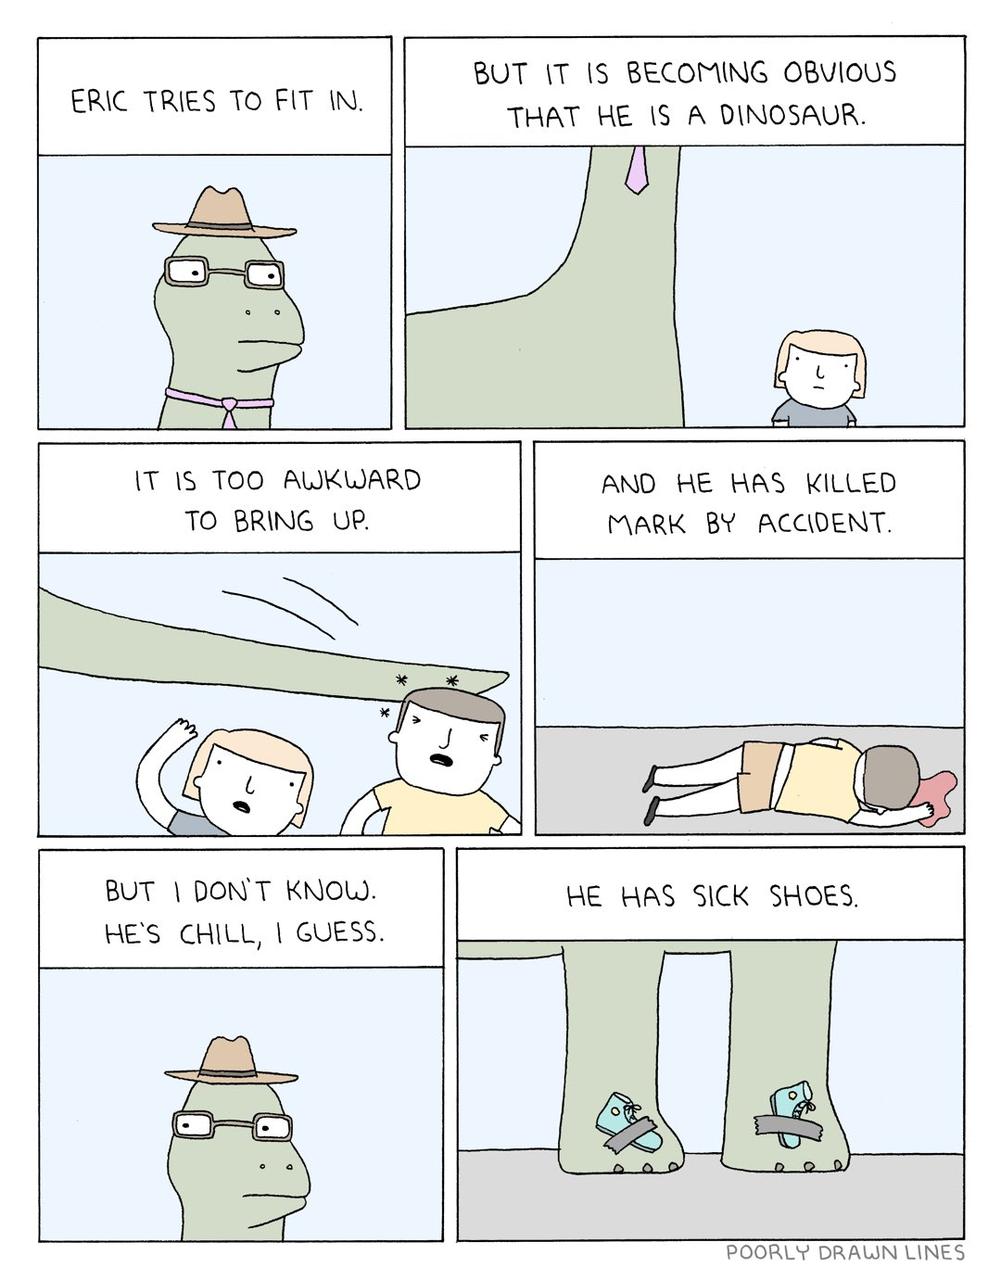 ERIC TRIES TO FIT IN.
BUT IT IS BECOMING OBVIOUS
THAT HE IS A DINOSAUR.
IT IS TOO AWKWARD
TO BRING UP.
AND HE HAS KILLED
MARK BY ACCIDENT.
BUT I DON'T KNOW.
HE'S CHILL, I GUESS.
HE HAS SICK SHOES.
POORLY DRAWN LINES